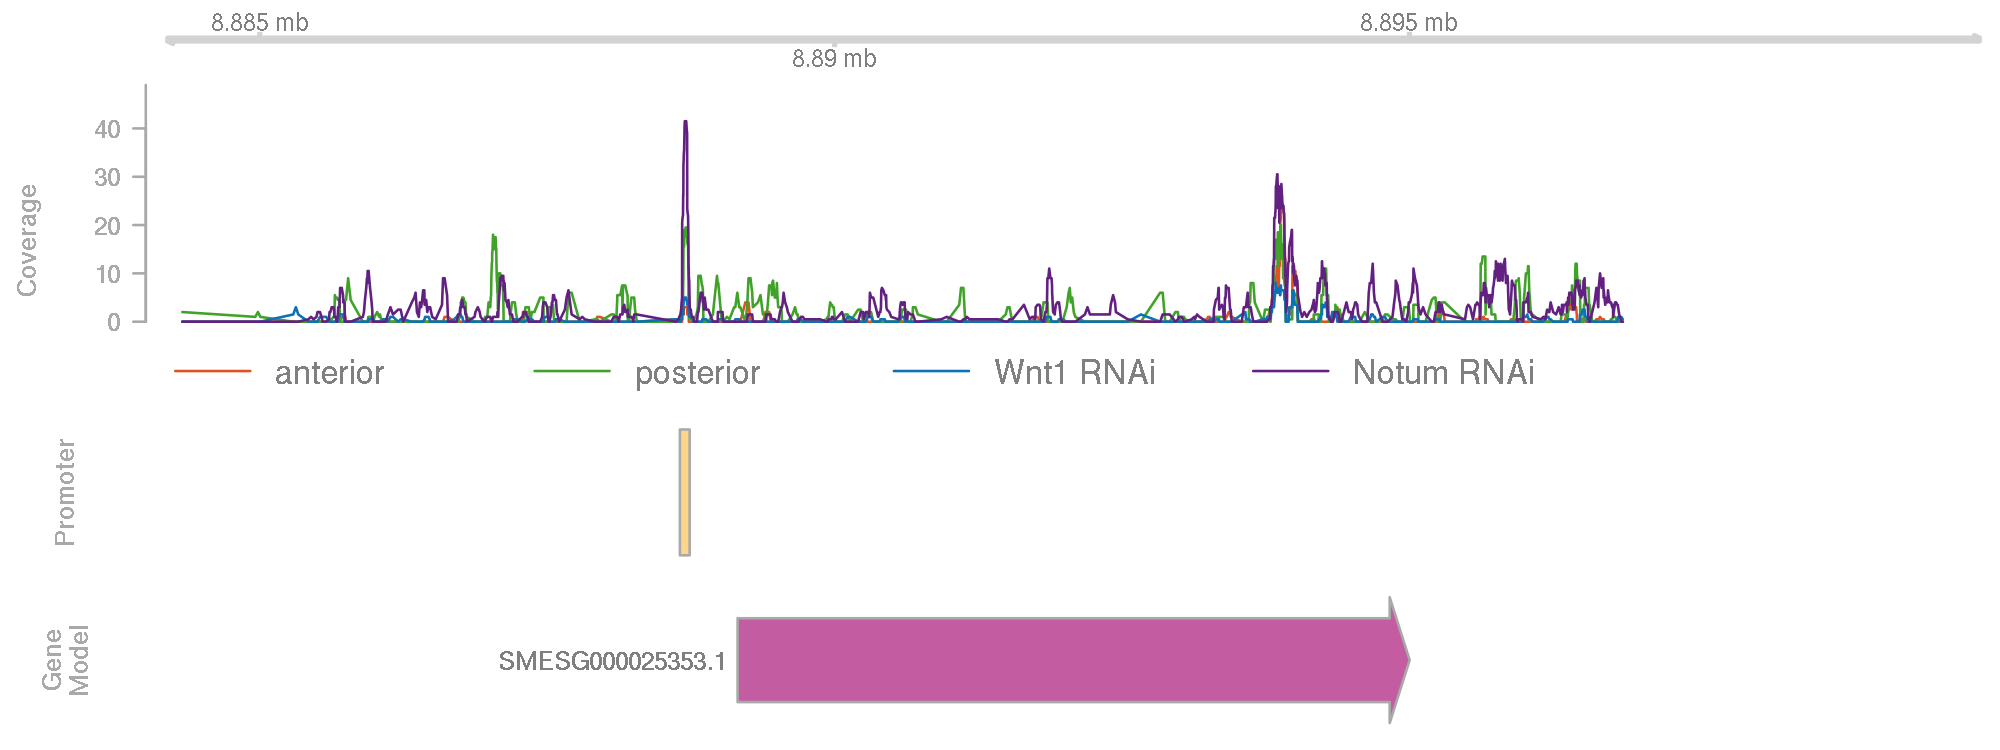 8.885 mb
8.895 mb
8.89 mb
Coverage
40
30
20
10
0
anterior posterior Wnt1 RNAi Notum RNAi
Promoter
Gene
Model
SMESG000025353.1